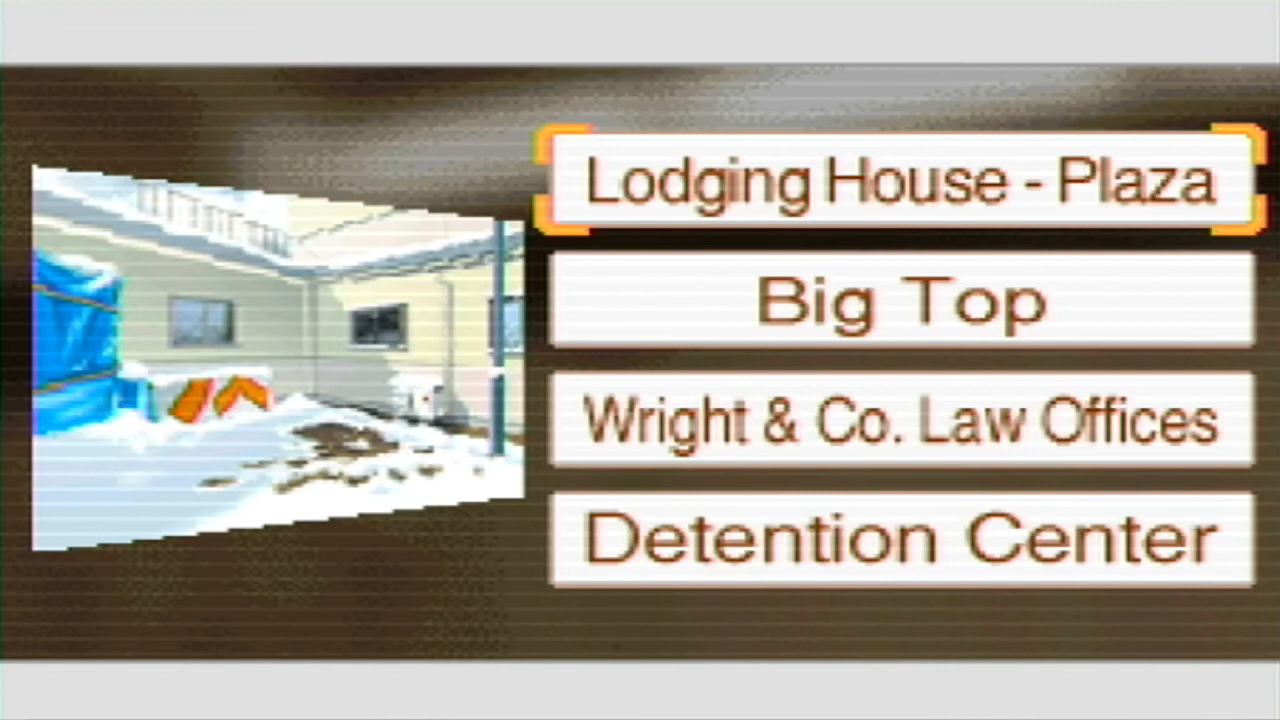 Lodging House - Plaza
Big Top
Wright & Co. Law Offices
Detention Center